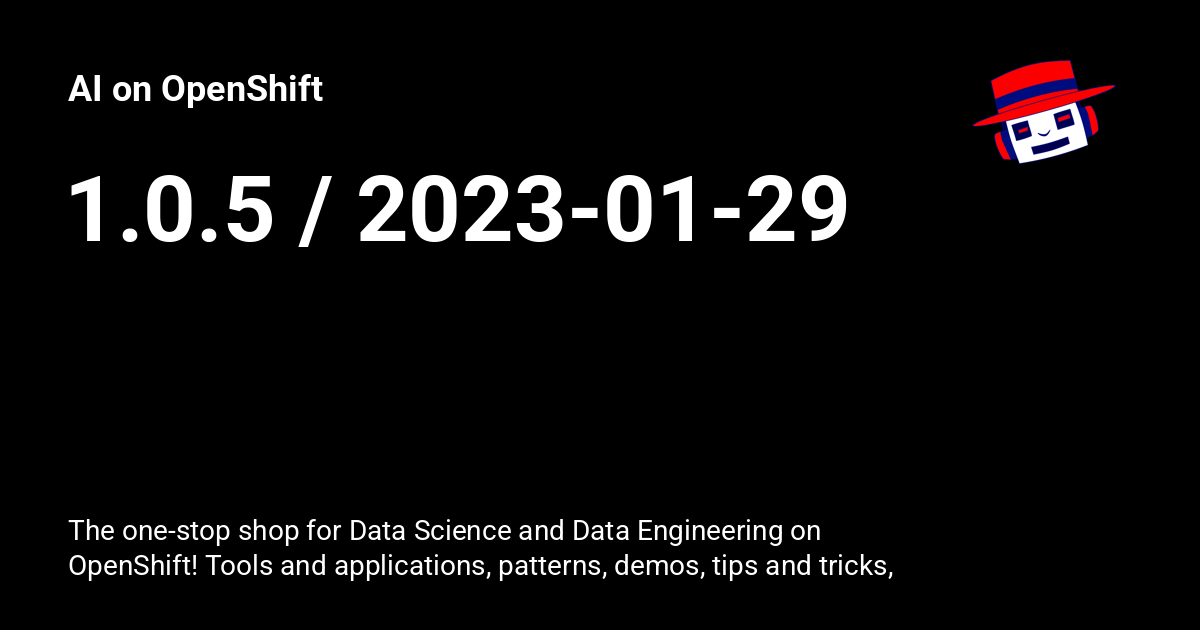 AI on OpenShift
1.0.5 / 2023-01-29
The one-stop shop for Data Science and Data Engineering on
OpenShift! Tools and applications, patterns, demos, tips and tricks,